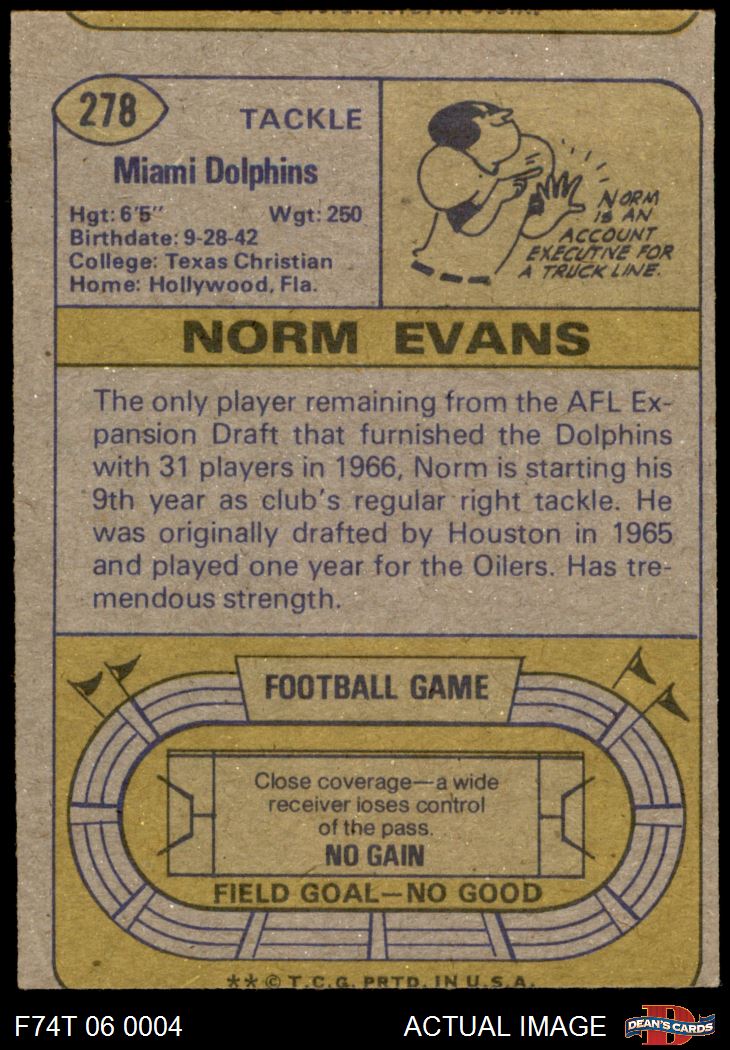 278
TACKLE
Miami Dolphins
Hgt: 6'5" Wgt: 250
Birthdate: 9-28-42
College: Texas Christian
Home: Hollywood, Fla.
NORM
IS AN
ACCOUNT
EXECUTIVE FOR
A TRUCK LINE.
NORM EVANS
The only player remaining from the AFL Ex-
pansion Draft that furnished the Dolphins
with 31 players in 1966, Norm is starting his
9th year as club's regular right tackle. He
was originally drafted by Houston in 1965
and played one year for the Oilers. Has tre-
mendous strength.
FOOTBALL GAME
Close coverage—a wide
receiver loses control
of the pass.
NO GAIN
FIELD GOAL—NO GOOD
** © T.C.G. PRTD. IN U.S.A.
F74T 06 0004 ACTUAL IMAGE
D
DEAN'S CARDS